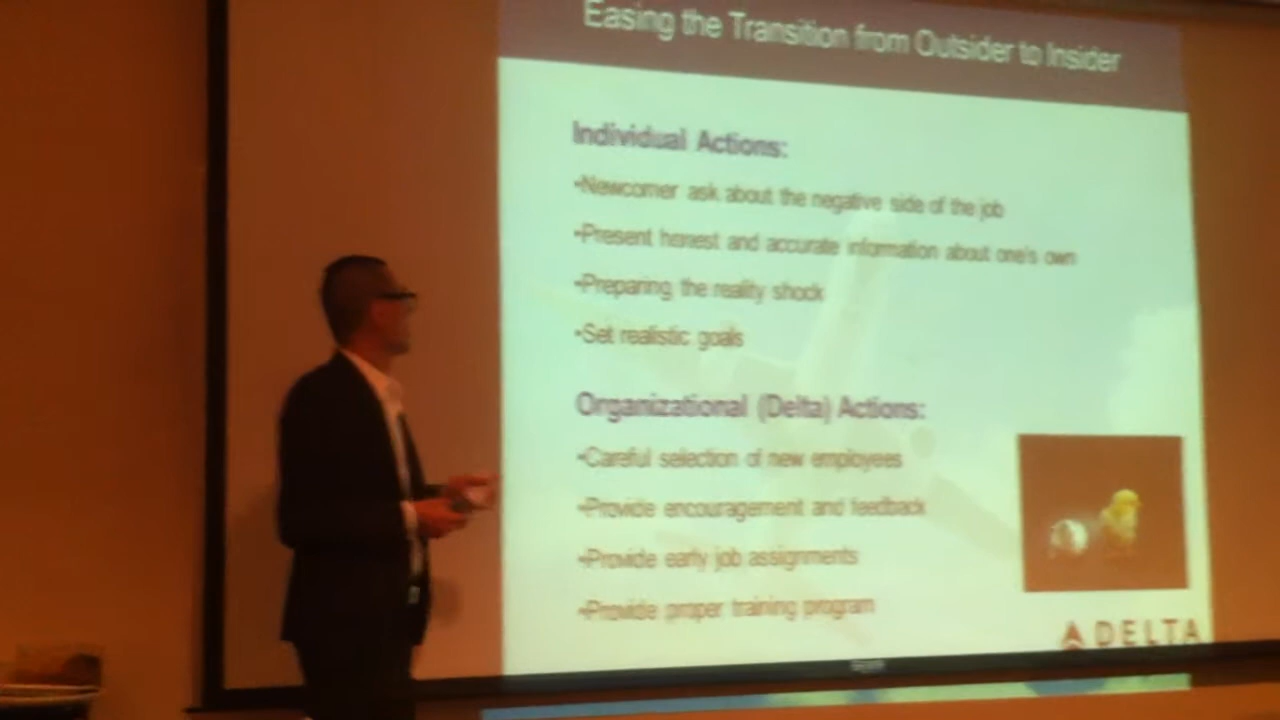 Easing the Transition from Outsider to Insider
Individual Actions:
•Newcomer ask about the negative side of the job
•Present honest and accurate information about one's own
•Preparing the reality shock
•Set realistic goals
Organizational (Delta) Actions:
•Careful selection of new employees
•Provide encouragement and feedback
•Provide early job assignments
•Provide proper training program
DELTA